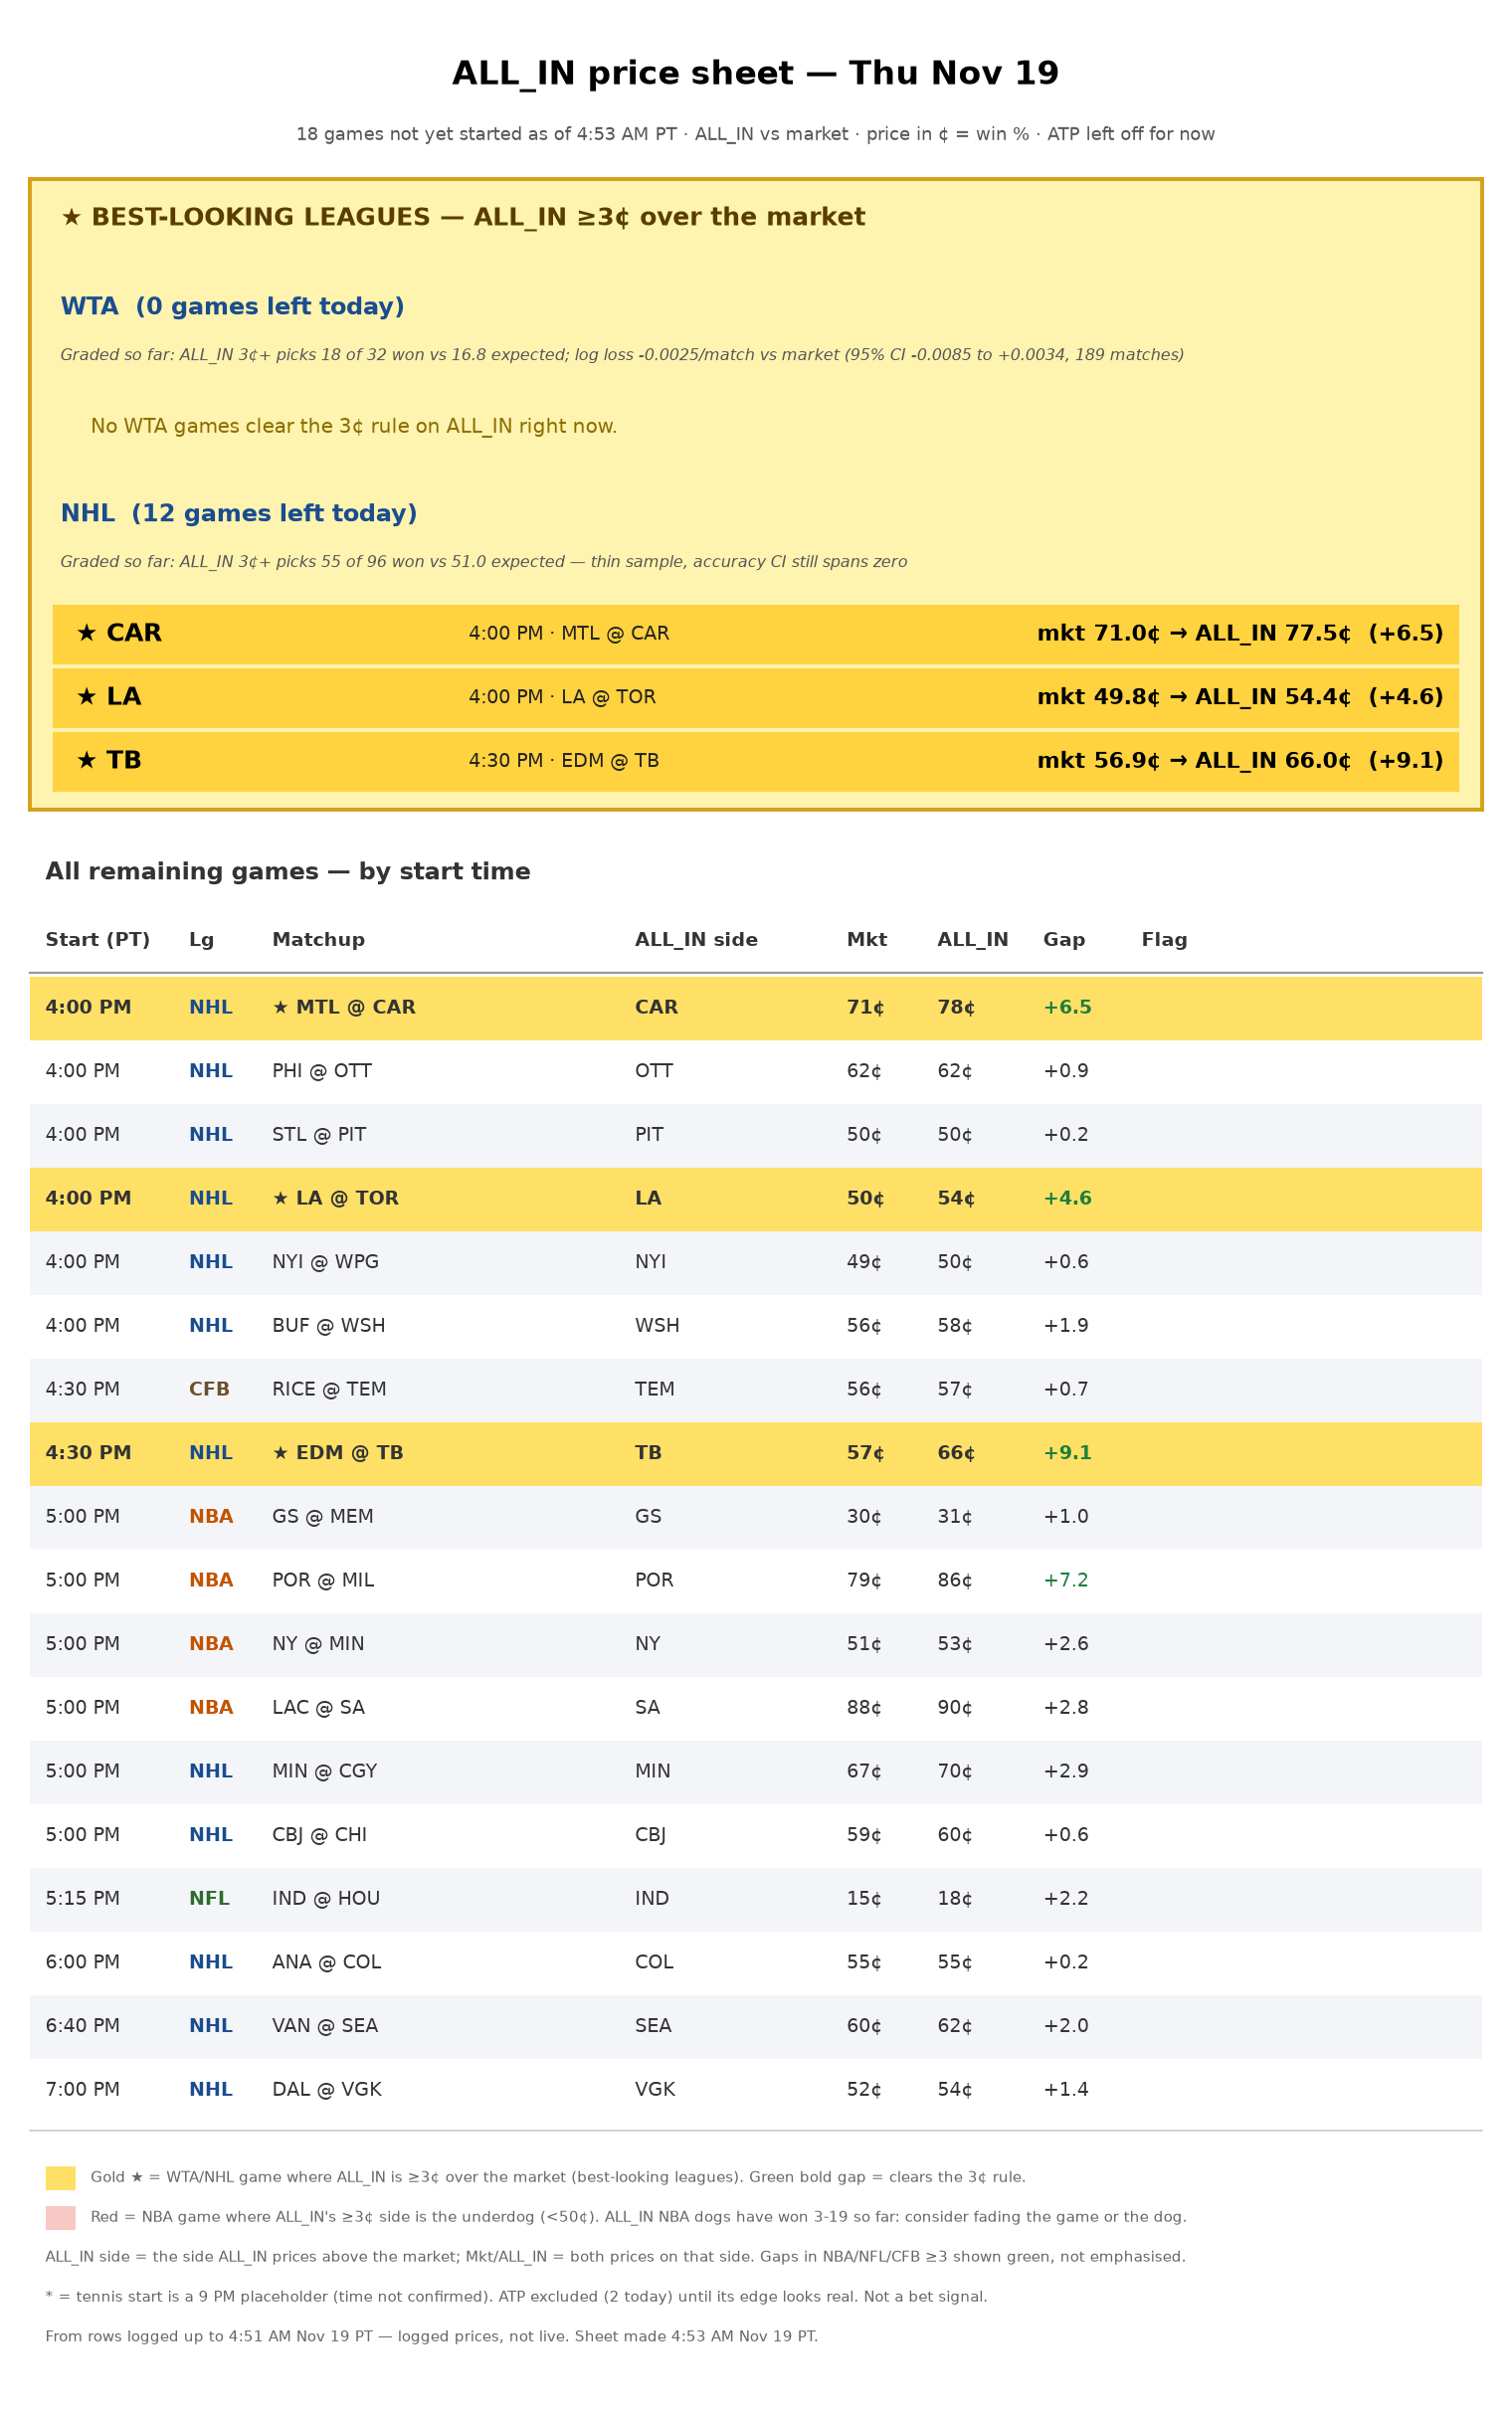 ALL_IN price sheet — Thu Nov 19
18 games not yet started as of 4:53 AM PT · ALL_IN vs market · price in ¢ = win % · ATP left off for now
★ BEST-LOOKING LEAGUES — ALL_IN ≥3¢ over the market
WTA (0 games left today)
Graded so far: ALL_IN 3¢+ picks 18 of 32 won vs 16.8 expected; log loss -0.0025/match vs market (95% CI -0.0085 to +0.0034, 189 matches)
No WTA games clear the 3¢ rule on ALL_IN right now.
NHL (12 games left today)
Graded so far: ALL_IN 3¢+ picks 55 of 96 won vs 51.0 expected — thin sample, accuracy CI still spans zero
★ CAR 4:00 PM · MTL @ CAR mkt 71.0¢ → ALL_IN 77.5¢ (+6.5)
★ LA 4:00 PM · LA @ TOR mkt 49.8¢ → ALL_IN 54.4¢ (+4.6)
★ TB 4:30 PM · EDM @ TB mkt 56.9¢ → ALL_IN 66.0¢ (+9.1)
All remaining games — by start time
Start (PT) Lg Matchup ALL_IN side Mkt ALL_IN Gap Flag
4:00 PM NHL ★ MTL @ CAR CAR 71¢ 78¢ +6.5
4:00 PM NHL PHI @ OTT OTT 62¢ 62¢ +0.9
4:00 PM NHL STL @ PIT PIT 50¢ 50¢ +0.2
4:00 PM NHL ★ LA @ TOR LA 50¢ 54¢ +4.6
4:00 PM NHL NYI @ WPG NYI 49¢ 50¢ +0.6
4:00 PM NHL BUF @ WSH WSH 56¢ 58¢ +1.9
4:30 PM CFB RICE @ TEM TEM 56¢ 57¢ +0.7
4:30 PM NHL ★ EDM @ TB TB 57¢ 66¢ +9.1
5:00 PM NBA GS @ MEM GS 30¢ 31¢ +1.0
5:00 PM NBA POR @ MIL POR 79¢ 86¢ +7.2
5:00 PM NBA NY @ MIN NY 51¢ 53¢ +2.6
5:00 PM NBA LAC @ SA SA 88¢ 90¢ +2.8
5:00 PM NHL MIN @ CGY MIN 67¢ 70¢ +2.9
5:00 PM NHL CBJ @ CHI CBJ 59¢ 60¢ +0.6
5:15 PM NFL IND @ HOU IND 15¢ 18¢ +2.2
6:00 PM NHL ANA @ COL COL 55¢ 55¢ +0.2
6:40 PM NHL VAN @ SEA SEA 60¢ 62¢ +2.0
7:00 PM NHL DAL @ VGK VGK 52¢ 54¢ +1.4
Gold ★ = WTA/NHL game where ALL_IN is ≥3¢ over the market (best-looking leagues). Green bold gap = clears the 3¢ rule.
Red = NBA game where ALL_IN's ≥3¢ side is the underdog (<50¢). ALL_IN NBA dogs have won 3-19 so far: consider fading the game or the dog.
ALL_IN side = the side ALL_IN prices above the market; Mkt/ALL_IN = both prices on that side. Gaps in NBA/NFL/CFB ≥3 shown green, not emphasised.
* = tennis start is a 9 PM placeholder (time not confirmed). ATP excluded (2 today) until its edge looks real. Not a bet signal.
From rows logged up to 4:51 AM Nov 19 PT — logged prices, not live. Sheet made 4:53 AM Nov 19 PT.